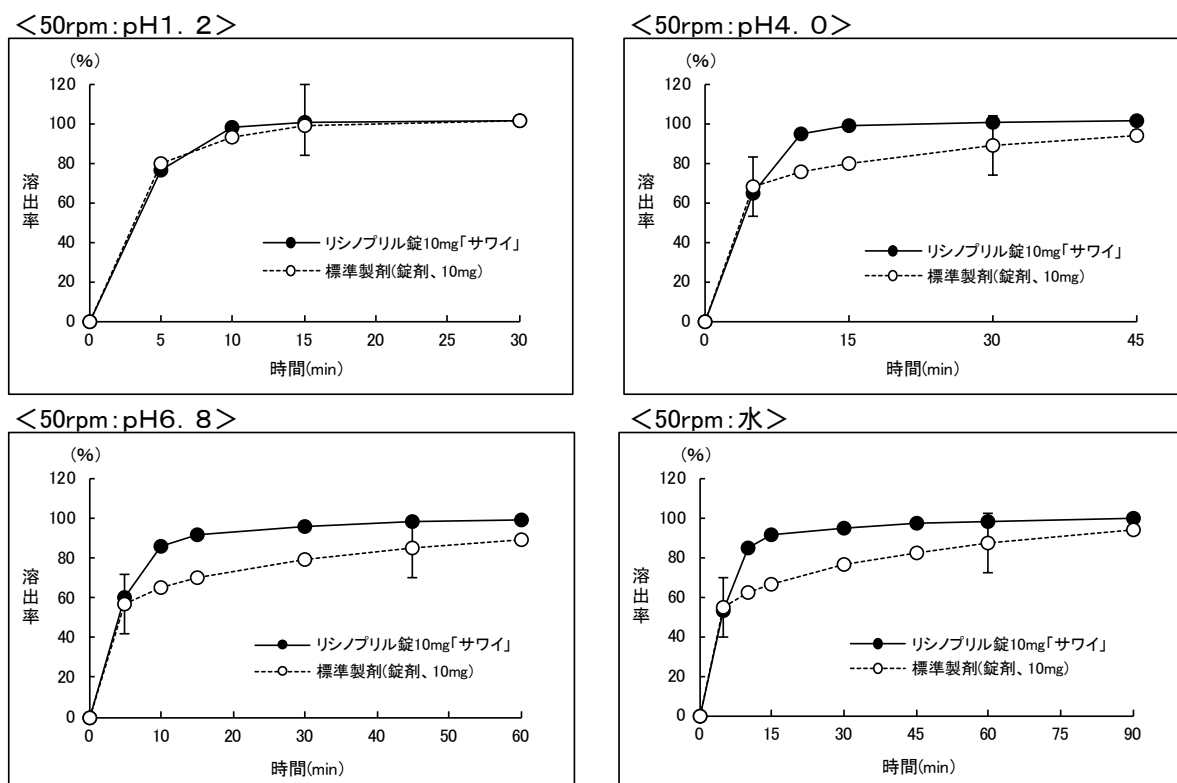 ＜50rpm：pH1．2＞
(%)
120
100
80
60
40
20
0
溶出率
リシノプリル錠10mg「サワイ」
標準製剤(錠剤、10mg)
0 5 10 15 20 25 30
時間(min)
＜50rpm：pH4．0＞
(%)
120
100
80
60
40
20
0
溶出率
リシノプリル錠10mg「サワイ」
標準製剤(錠剤、10mg)
0 15 30 45
時間(min)
＜50rpm：pH6．8＞
(%)
120
100
80
60
40
20
0
溶出率
リシノプリル錠10mg「サワイ」
標準製剤(錠剤、10mg)
0 10 20 30 40 50 60
時間(min)
＜50rpm：水＞
(%)
120
100
80
60
40
20
0
溶出率
リシノプリル錠10mg「サワイ」
標準製剤(錠剤、10mg)
0 15 30 45 60 75 90
時間(min)